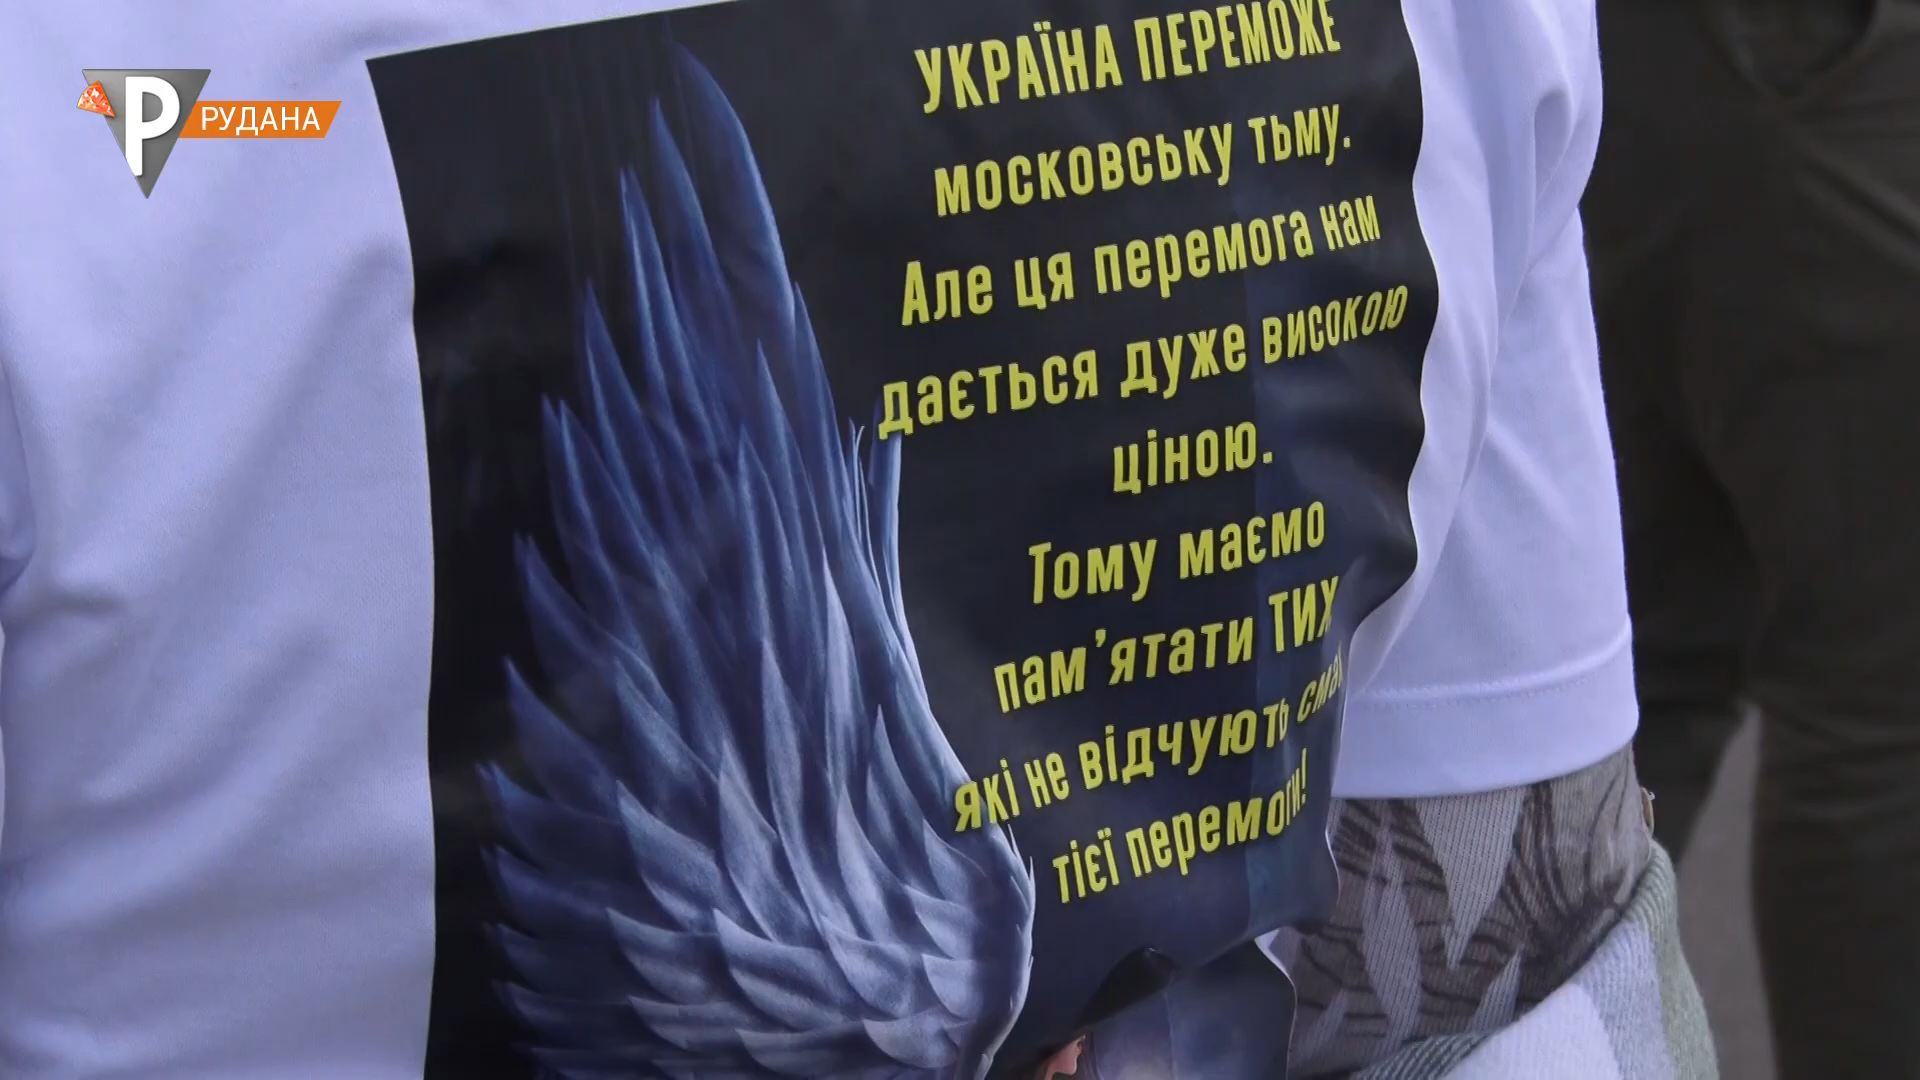 Р РУДАНА
УКРАЇНА ПЕРЕМОЖЕ
московську тьму.
Але ця перемога нам
дається дуже високою
ціною.
Тому маємо
пам’ятати ТИХ
які не відчують
тієї перемоги!